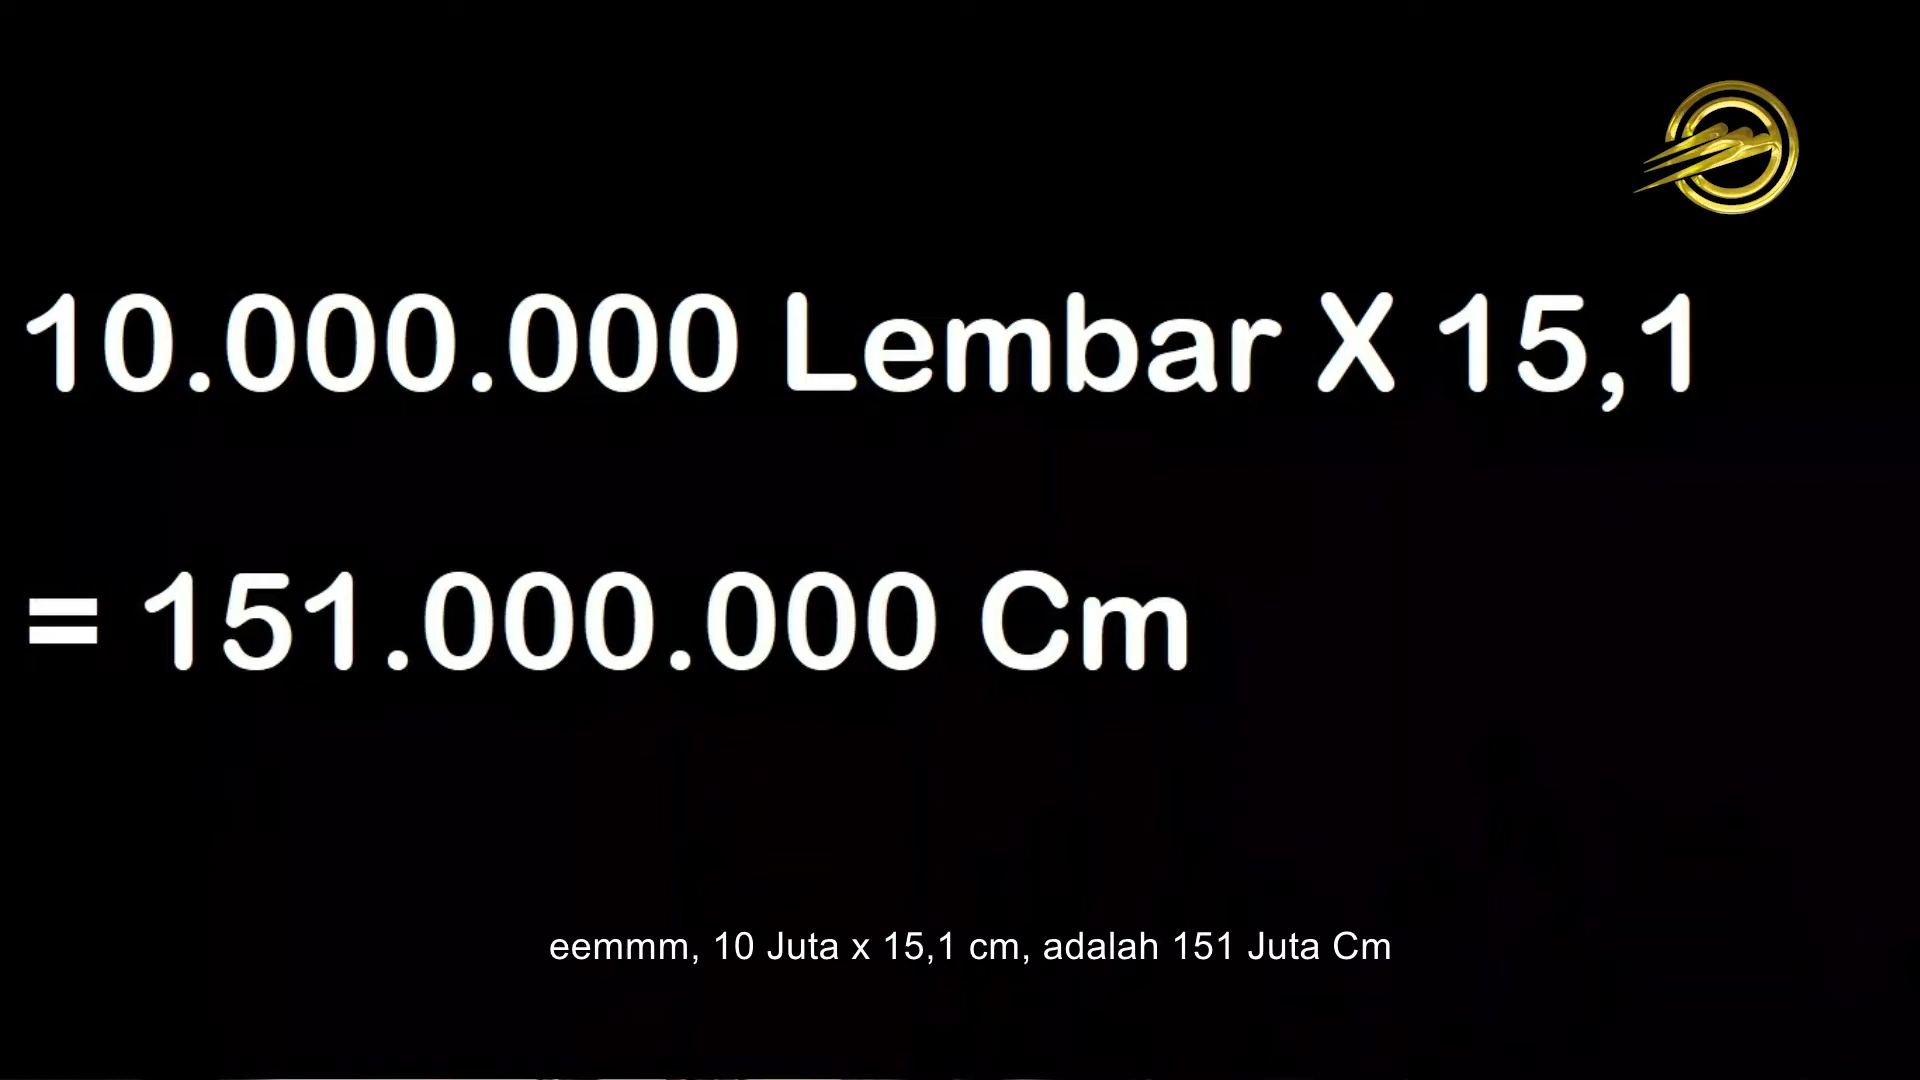 10.000.000 Lembar X 15,1
= 151.000.000 Cm
eemmm, 10 Juta x 15,1 cm, adalah 151 Juta Cm